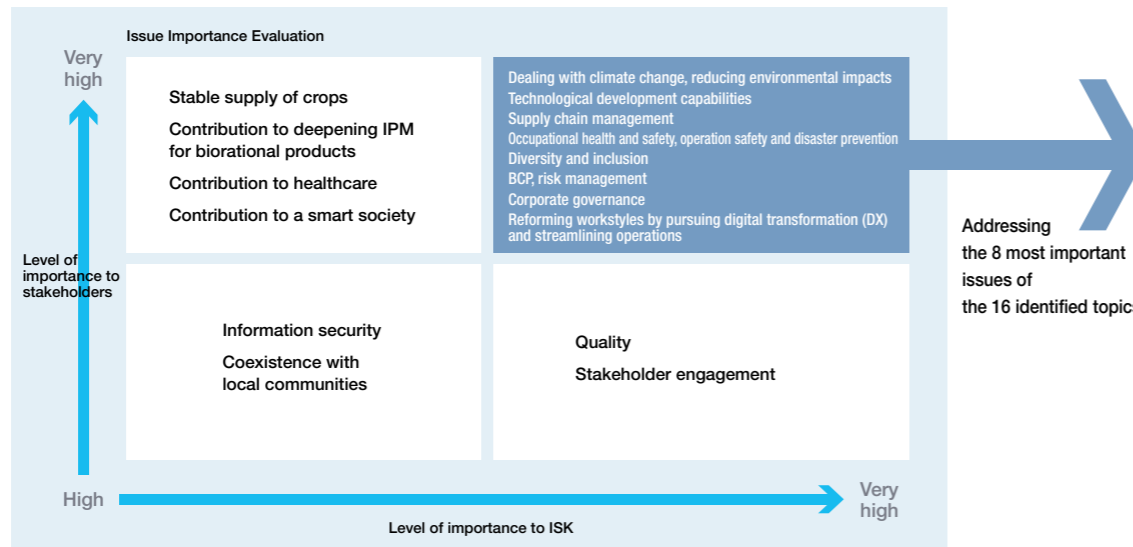 Issue Importance Evaluation
Very
high
Stable supply of crops
Contribution to deepening IPM
for biorational products
Contribution to healthcare
Contribution to a smart society
Dealing with climate change, reducing environmental impacts
Technological development capabilities
Supply chain management
Occupational health and safety, operation safety and disaster prevention
Diversity and inclusion
BCP, risk management
Corporate governance
Reforming workstyles by pursuing digital transformation (DX)
and streamlining operations
Addressing
the 8 most important
issues of
the 16 identified topics
Level of
importance to
stakeholders
Information security
Coexistence with
local communities
Quality
Stakeholder engagement
High
Very
high
Level of importance to ISK